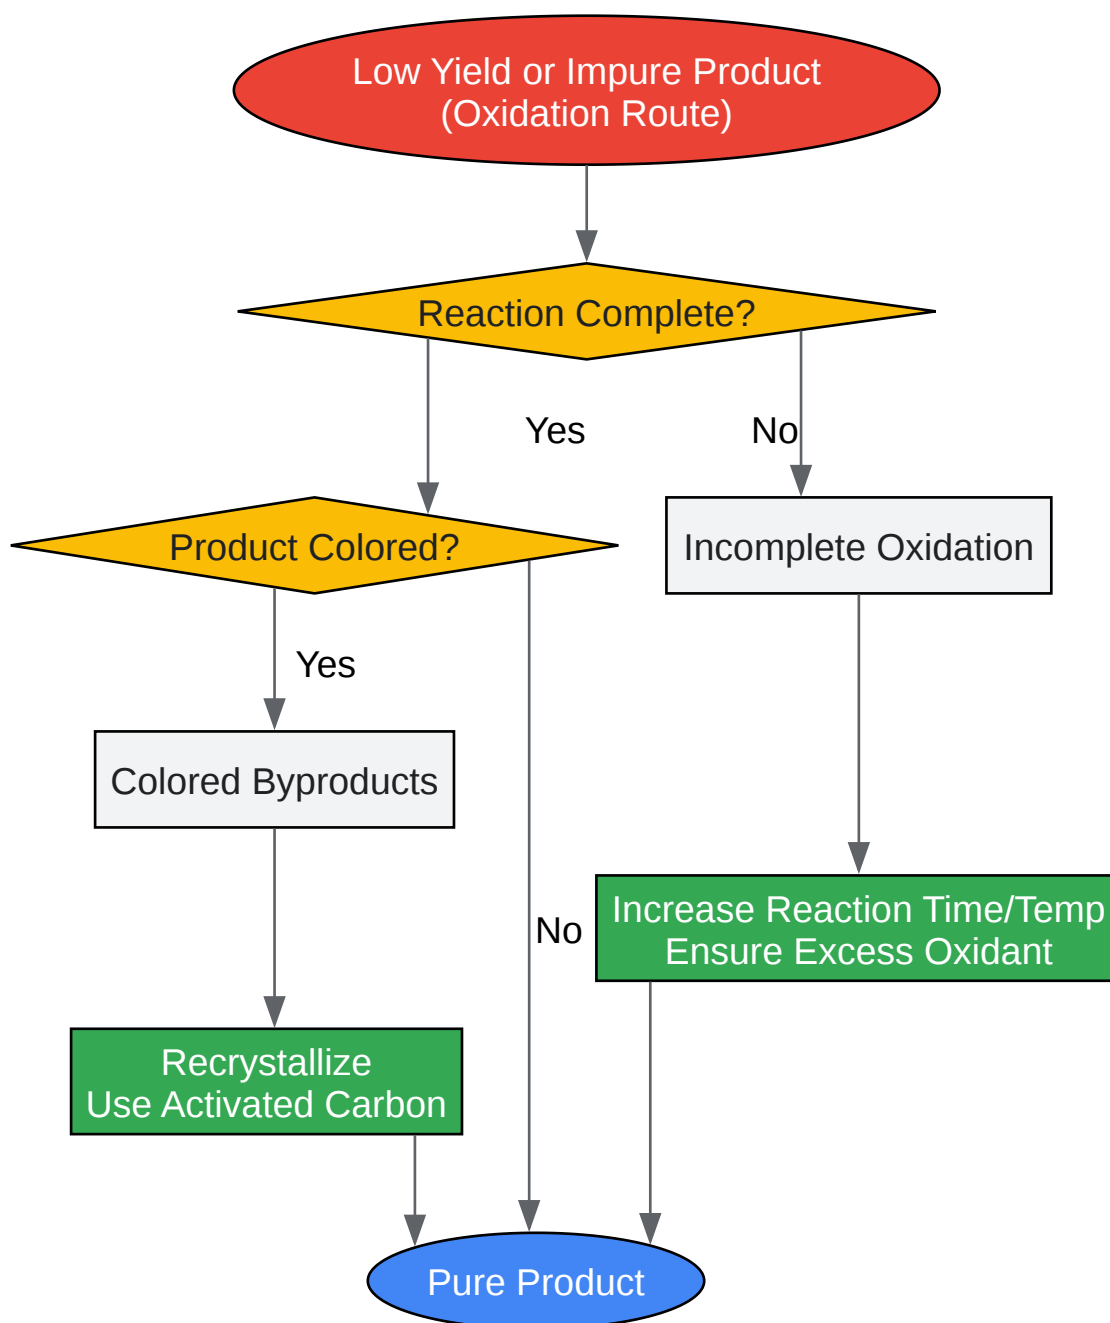 Low Yield or Impure Product
(Oxidation Route)
Reaction Complete?
Yes
No
Product Colored?
Incomplete Oxidation
Yes
Colored Byproducts
No
Increase Reaction Time/Temp
Ensure Excess Oxidant
Recrystallize
Use Activated Carbon
Pure Product